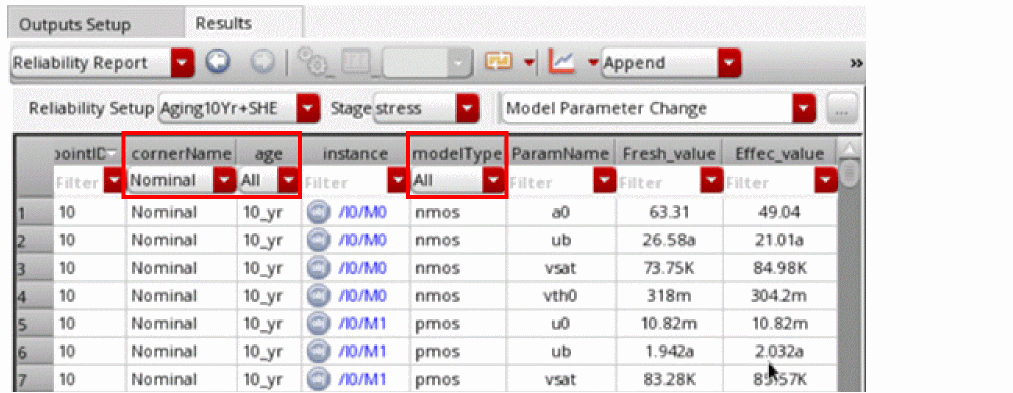 Outputs Setup Results
Reliability Report Append »
Reliability Setup Aging10Yr+SHE Stage stress Model Parameter Change ...
pointID cornerName age instance modelType ParamName Fresh_value Effec_value
Filter Nominal All Filter All Filter Filter Filter
1 10 Nominal 10_yr /I0/M0 nmos a0 63.31 49.04
2 10 Nominal 10_yr /I0/M0 nmos ub 26.58a 21.01a
3 10 Nominal 10_yr /I0/M0 nmos vsat 73.75K 84.98K
4 10 Nominal 10_yr /I0/M0 nmos vth0 318m 304.2m
5 10 Nominal 10_yr /I0/M1 pmos u0 10.82m 10.82m
6 10 Nominal 10_yr /I0/M1 pmos ub 1.942a 2.032a
7 10 Nominal 10_yr /I0/M1 pmos vsat 83.28K